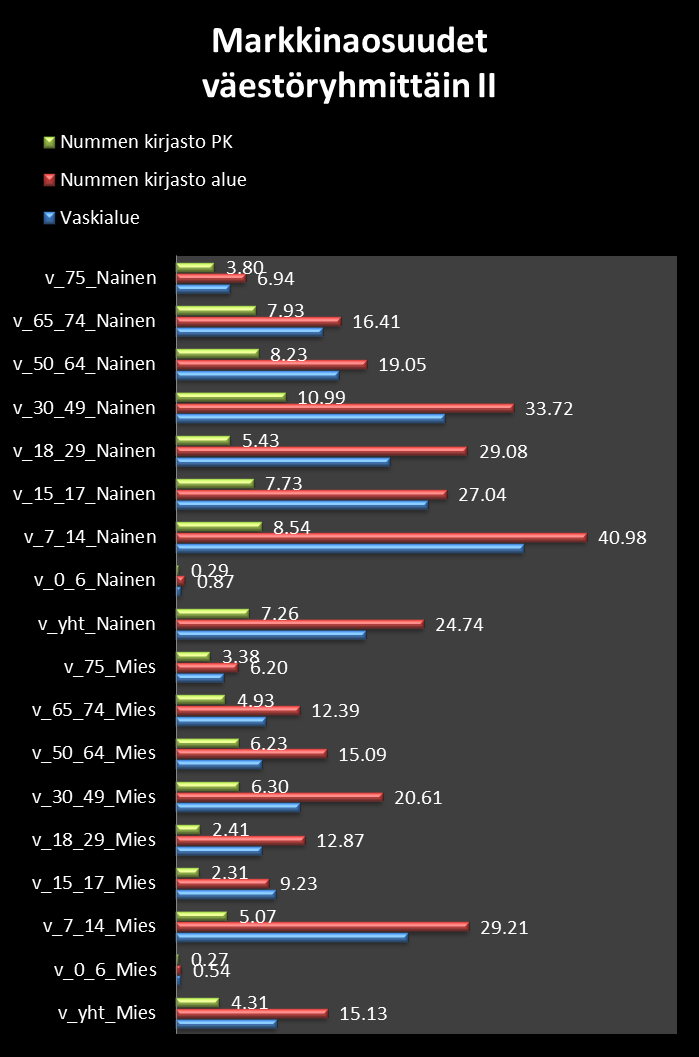 Markkinaosuudet
väestöryhmittäin II
Nummen kirjasto PK
Nummen kirjasto alue
Vaskialue
v_75_Nainen 3.80 6.94
v_65_74_Nainen 7.93 16.41
v_50_64_Nainen 8.23 19.05
v_30_49_Nainen 10.99 33.72
v_18_29_Nainen 5.43 29.08
v_15_17_Nainen 7.73 27.04
v_7_14_Nainen 8.54 40.98
v_0_6_Nainen 0.29 0.87
v_yht_Nainen 7.26 24.74
v_75_Mies 3.38 6.20
v_65_74_Mies 4.93 12.39
v_50_64_Mies 6.23 15.09
v_30_49_Mies 6.30 20.61
v_18_29_Mies 2.41 12.87
v_15_17_Mies 2.31 9.23
v_7_14_Mies 5.07 29.21
v_0_6_Mies 0.27 0.54
v_yht_Mies 4.31 15.13